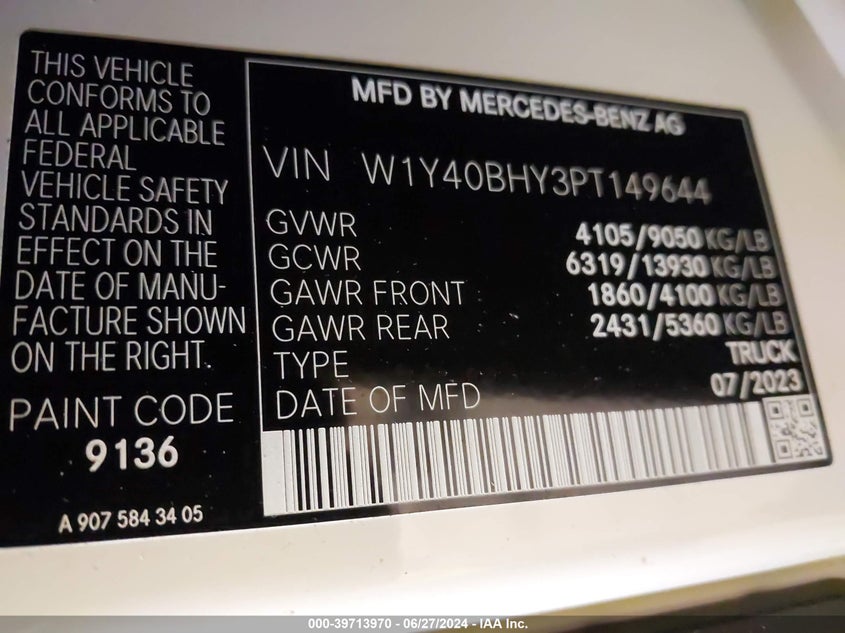 THIS VEHICLE
CONFORMS TO
ALL APPLICABLE
FEDERAL
VEHICLE SAFETY
STANDARDS IN
EFFECT ON THE
DATE OF MANU-
FACTURE SHOWN
ON THE RIGHT.
PAINT CODE
9136
A 907 584 34 05
MFD BY MERCEDES-BENZ AG
VIN W1Y40BHY3PT149644
GVWR 4105/9050 KG/LB
GCWR 6319/13930 KG/LB
GAWR FRONT 1860/4100 KG/LB
GAWR REAR 2431/5360 KG/LB
TYPE TRUCK
DATE OF MFD 07/2023
000-39713970 - 06/27/2024 - IAA Inc.